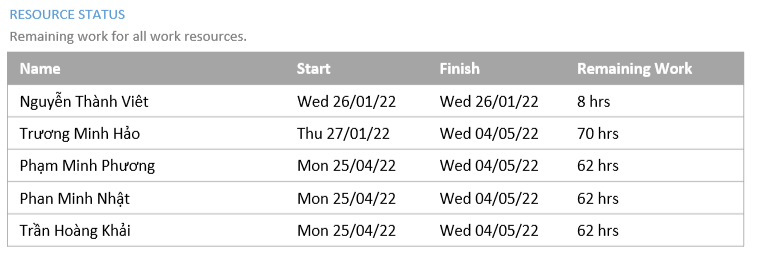 RESOURCE STATUS
Remaining work for all work resources.
Name Start Finish Remaining Work
Nguyễn Thành Viêt Wed 26/01/22 Wed 26/01/22 8 hrs
Trương Minh Hảo Thu 27/01/22 Wed 04/05/22 70 hrs
Phạm Minh Phương Mon 25/04/22 Wed 04/05/22 62 hrs
Phan Minh Nhật Mon 25/04/22 Wed 04/05/22 62 hrs
Trần Hoàng Khải Mon 25/04/22 Wed 04/05/22 62 hrs